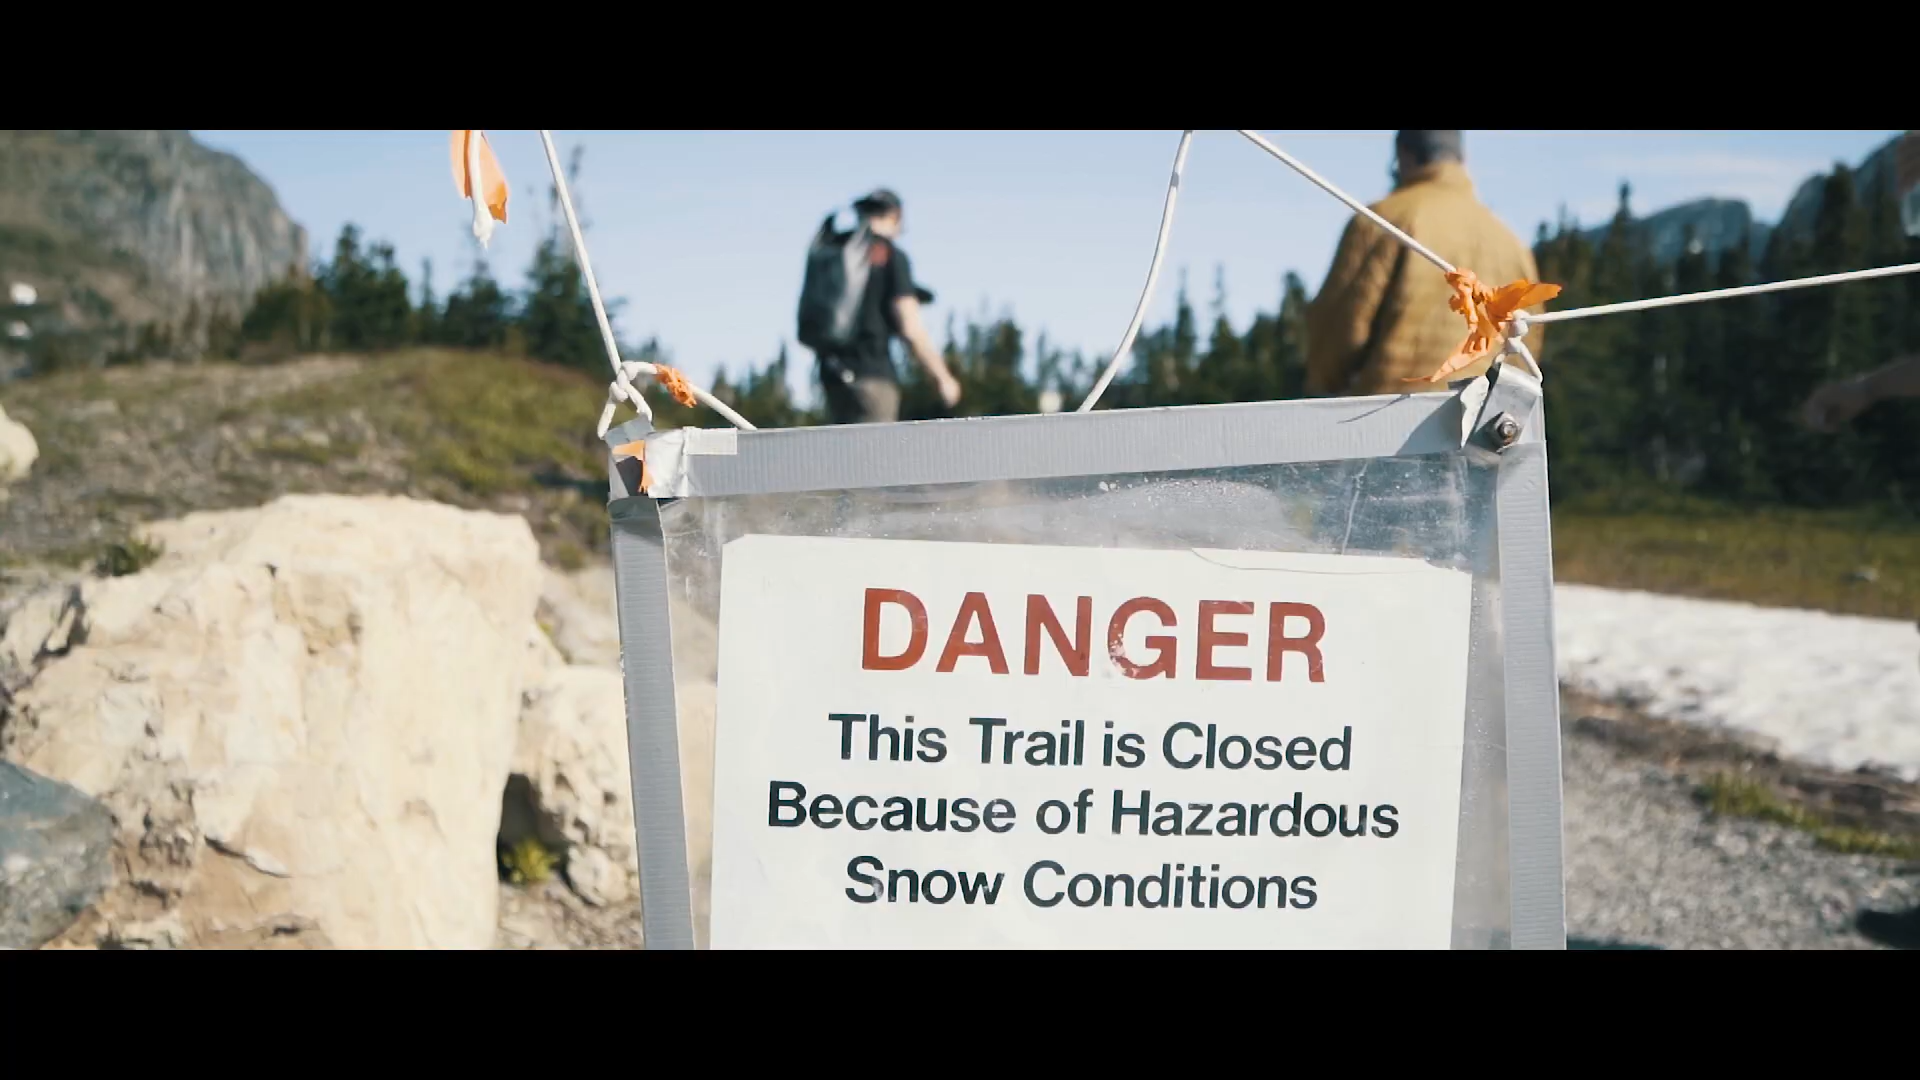 DANGER
This Trail is Closed
Because of Hazardous
Snow Conditions